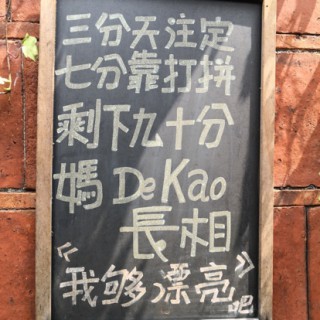 三分天注定
七分靠打拼
剩下九十分
媽 De Kao
長相
《我够漂亮》吧